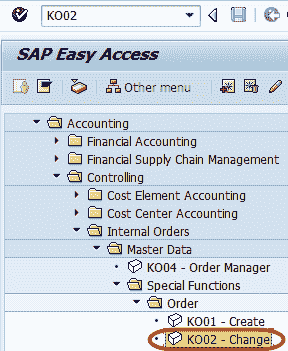 KO02
SAP Easy Access
Other menu
Accounting
Financial Accounting
Financial Supply Chain Management
Controlling
Cost Element Accounting
Cost Center Accounting
Internal Orders
Master Data
KO04 - Order Manager
Special Functions
Order
KO01 - Create
KO02 - Change